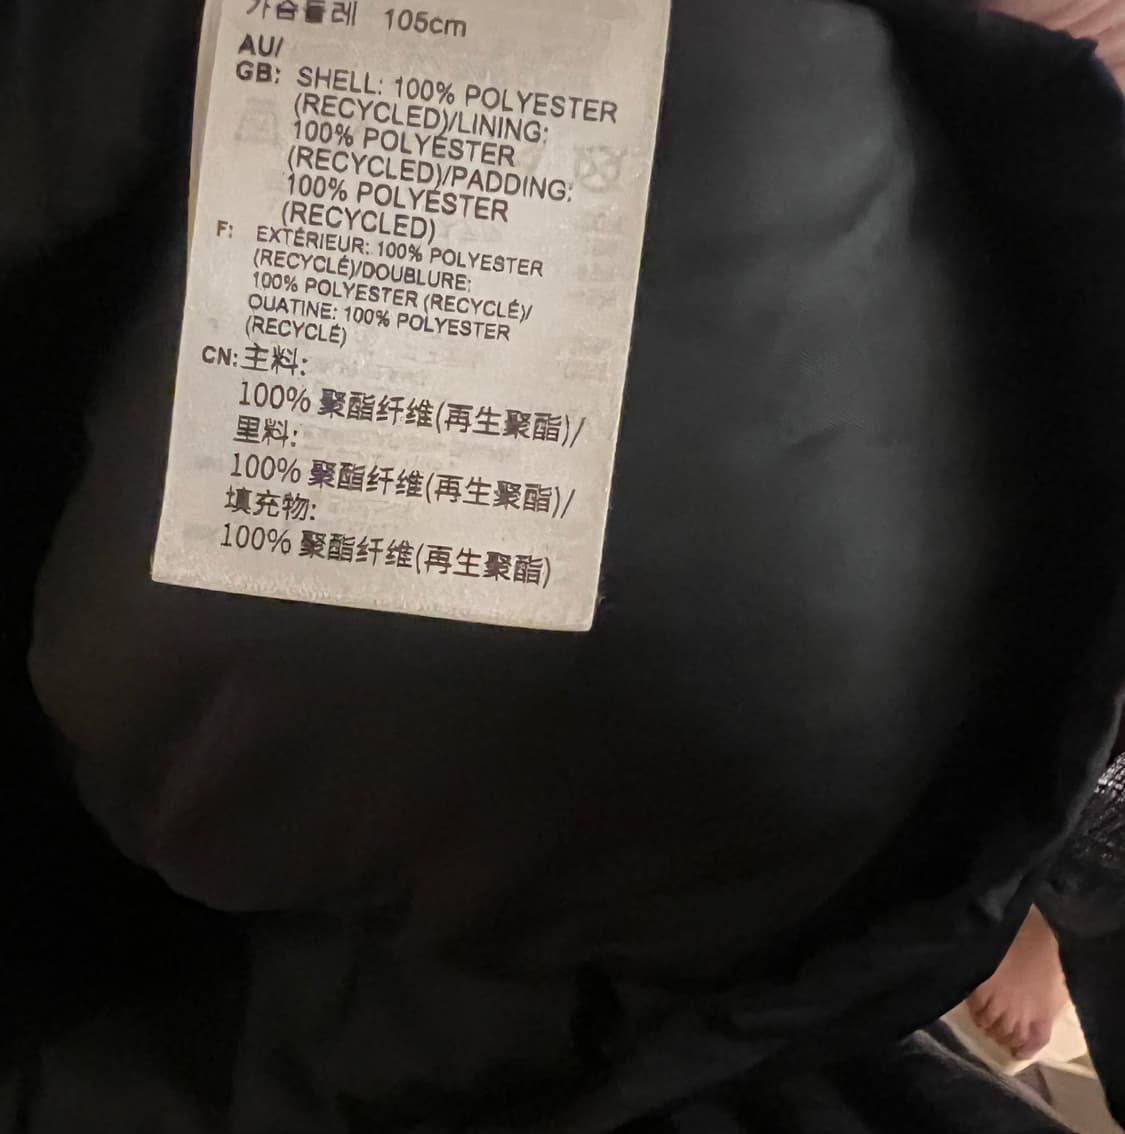 가슴둘레 105cm
AU/
GB: SHELL: 100% POLYESTER
(RECYCLED)/LINING:
100% POLYESTER
(RECYCLED)/PADDING:
100% POLYESTER
(RECYCLED)
F: EXTÉRIEUR: 100% POLYESTER
(RECYCLÉ)/DOUBLURE:
100% POLYESTER (RECYCLÉ)/
OUATINE: 100% POLYESTER
(RECYCLÉ)
CN: 主料:
100% 聚酯纤维(再生聚酯)/
里料:
100% 聚酯纤维(再生聚酯)/
填充物:
100% 聚酯纤维(再生聚酯)